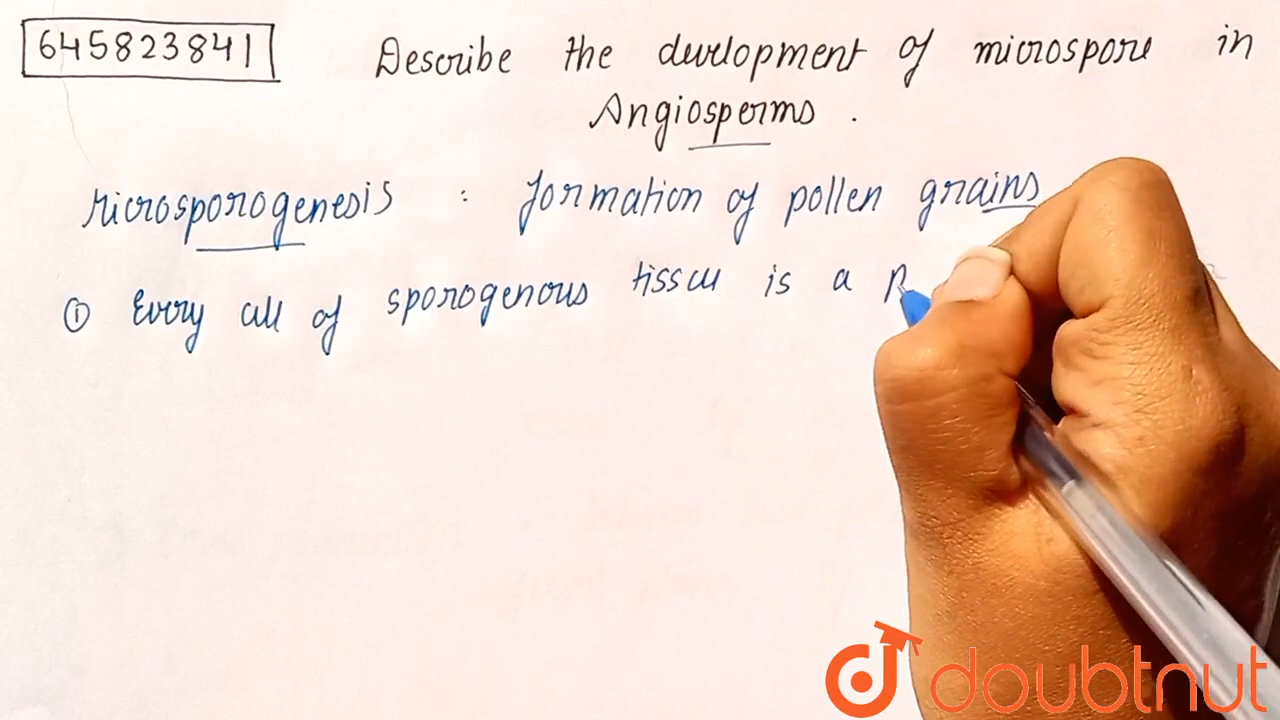 645823841 Describe the development of microspore in
Angiosperms .
Microsporogenesis : formation of pollen grains
① Every cell of sporogenous tissue is a
doubtnut